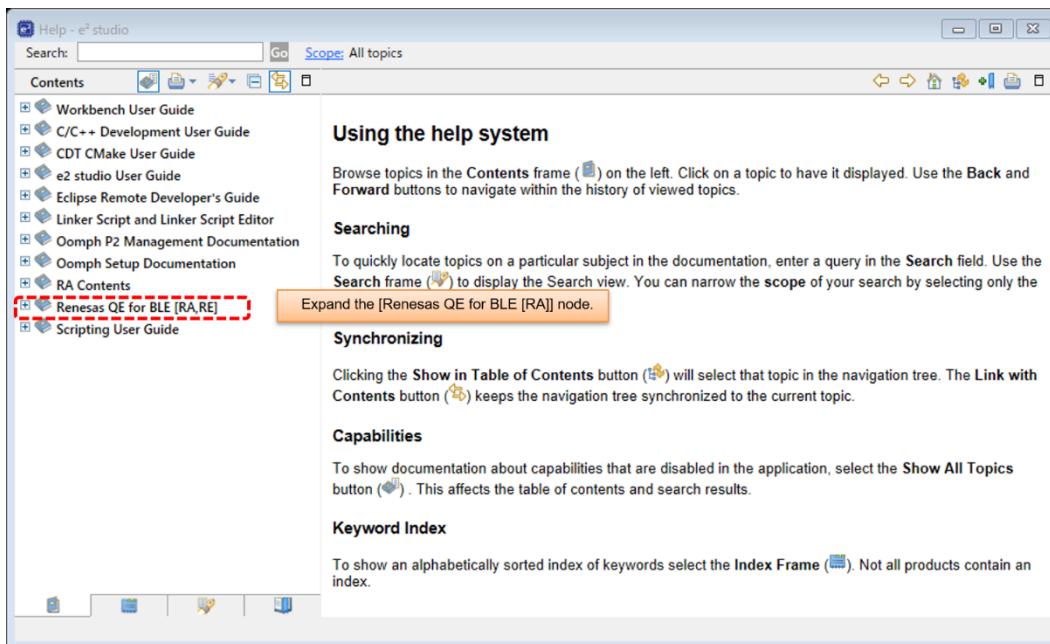 Help - e² studio
Search:
Go
Scope: All topics
Contents
Workbench User Guide
C/C++ Development User Guide
CDT CMake User Guide
e2 studio User Guide
Eclipse Remote Developer's Guide
Linker Script and Linker Script Editor
Oomph P2 Management Documentation
Oomph Setup Documentation
RA Contents
Renesas QE for BLE [RA,RE]
Scripting User Guide
Using the help system
Browse topics in the Contents frame ( ) on the left. Click on a topic to have it displayed. Use the Back and
Forward buttons to navigate within the history of viewed topics.
Searching
To quickly locate topics on a particular subject in the documentation, enter a query in the Search field. Use the
Search frame ( ) to display the Search view. You can narrow the scope of your search by selecting only the
Expand the [Renesas QE for BLE [RA]] node.
Synchronizing
Clicking the Show in Table of Contents button ( ) will select that topic in the navigation tree. The Link with
Contents button ( ) keeps the navigation tree synchronized to the current topic.
Capabilities
To show documentation about capabilities that are disabled in the application, select the Show All Topics
button ( ) . This affects the table of contents and search results.
Keyword Index
To show an alphabetically sorted index of keywords select the Index Frame ( ). Not all products contain an
index.